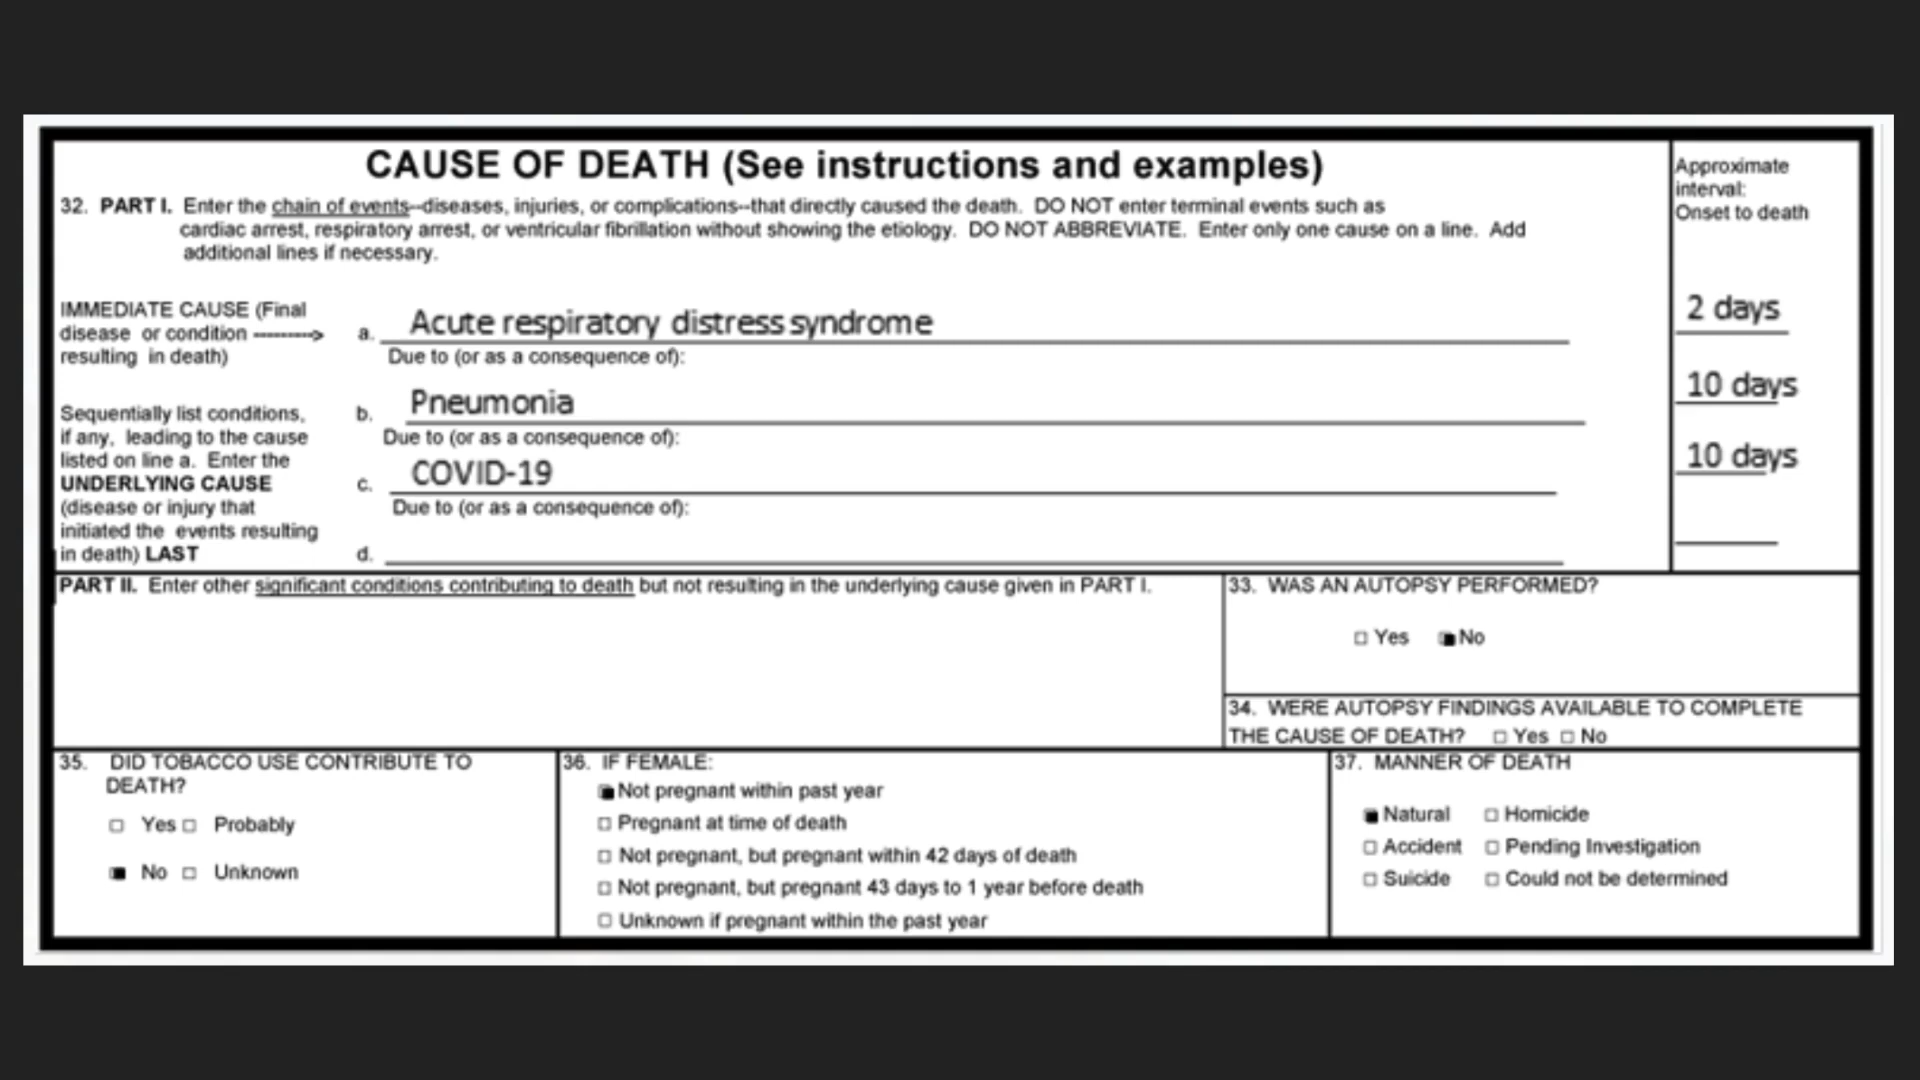 CAUSE OF DEATH (See instructions and examples)
32. PART I. Enter the chain of events--diseases, injuries, or complications--that directly caused the death. DO NOT enter terminal events such as
cardiac arrest, respiratory arrest, or ventricular fibrillation without showing the etiology. DO NOT ABBREVIATE. Enter only one cause on a line. Add
additional lines if necessary.
Approximate
interval:
Onset to death
IMMEDIATE CAUSE (Final
disease or condition --------->
resulting in death)
a. Acute respiratory distress syndrome
2 days
Due to (or as a consequence of):
Sequentially list conditions,
if any, leading to the cause
listed on line a. Enter the
UNDERLYING CAUSE
(disease or injury that
initiated the events resulting
in death) LAST
b. Pneumonia
10 days
Due to (or as a consequence of):
c. COVID-19
10 days
Due to (or as a consequence of):
d.
PART II. Enter other significant conditions contributing to death but not resulting in the underlying cause given in PART I.
33. WAS AN AUTOPSY PERFORMED?
Yes No
34. WERE AUTOPSY FINDINGS AVAILABLE TO COMPLETE
THE CAUSE OF DEATH? Yes No
35. DID TOBACCO USE CONTRIBUTE TO
DEATH?
Yes Probably
No Unknown
36. IF FEMALE:
Not pregnant within past year
Pregnant at time of death
Not pregnant, but pregnant within 42 days of death
Not pregnant, but pregnant 43 days to 1 year before death
Unknown if pregnant within the past year
37. MANNER OF DEATH
Natural Homicide
Accident Pending Investigation
Suicide Could not be determined